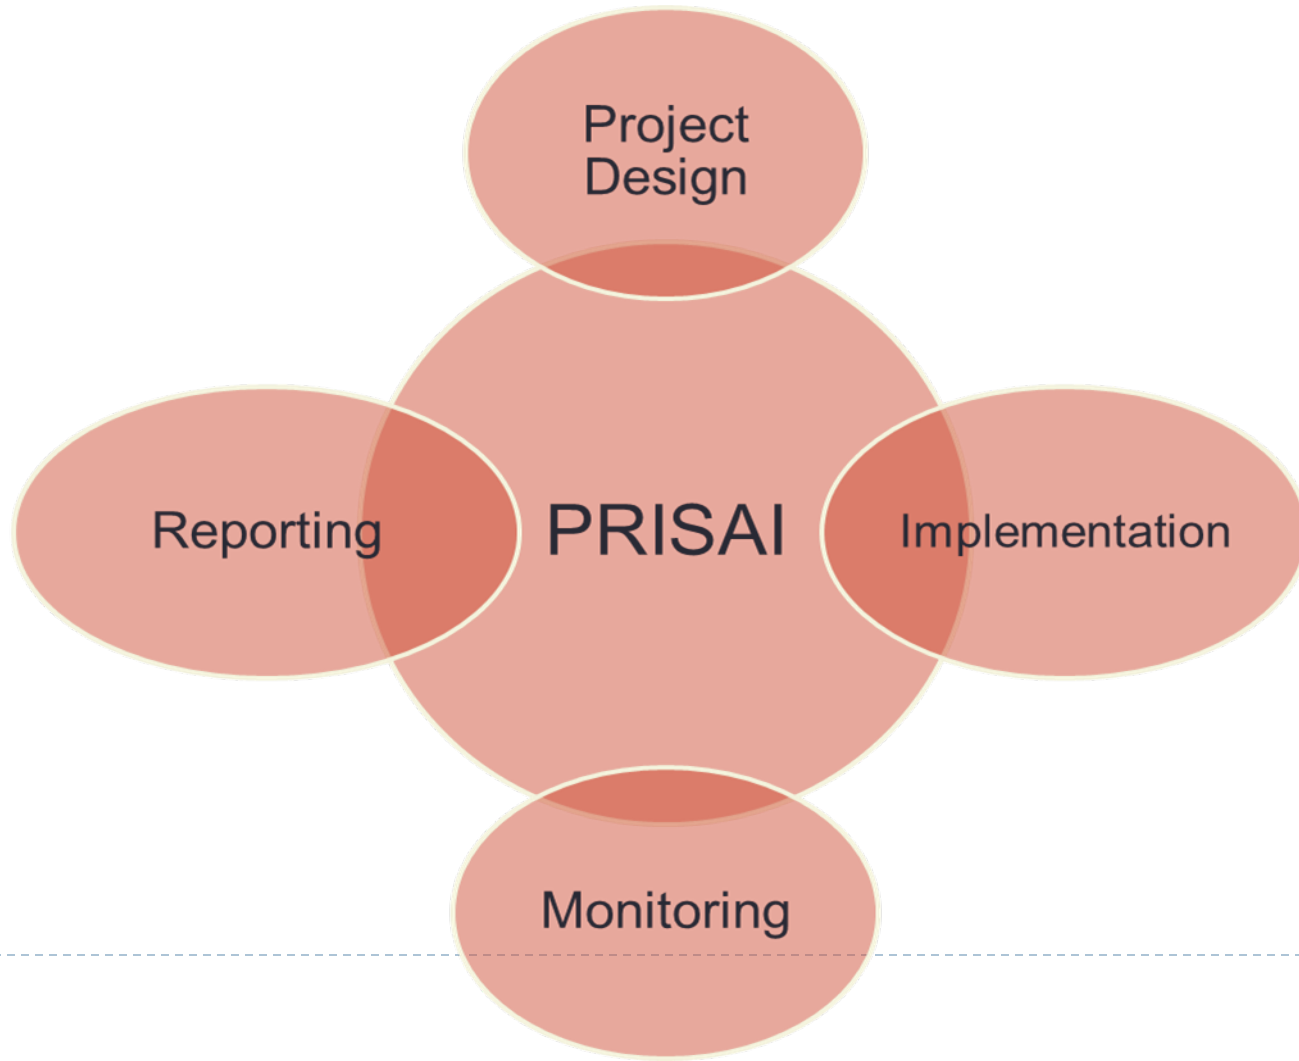 Project
Design
Reporting
PRISAI
Implementation
Monitoring